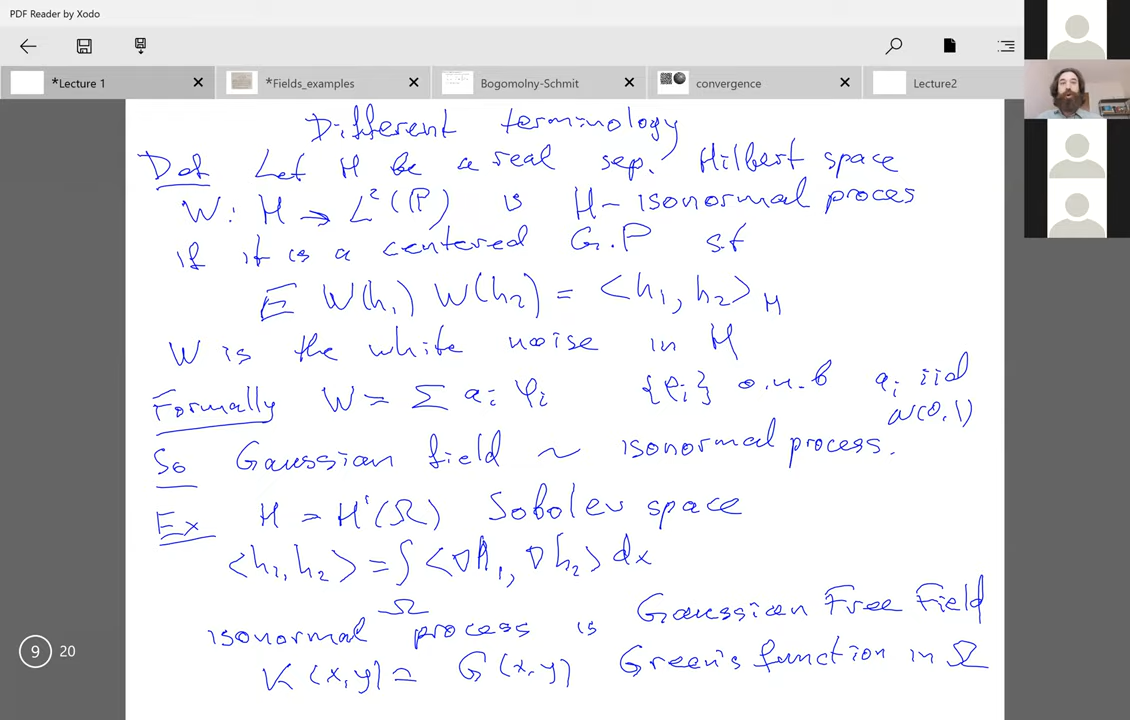 PDF Reader by Xodo
*Lecture 1
*Fields_examples
Bogomolny-Schmit
convergence
Lecture2
Different terminology
Def Let H be a real sep. Hilbert space
W: H → L²(P) is H-isonormal proces
if it is a centered G.P st
E W(h₁) W(h₂) = <h₁, h₂>_H
W is the white noise in H
Formally W = Σ aᵢ φᵢ {φᵢ} o.n.b aᵢ iid
N(0,1)
So Gaussian field ~ isonormal process.
Ex H = H¹(Ω) Sobolev space
<h₁, h₂> = ∫ <∇h₁, ∇h₂> dx
Ω
isonormal process is Gaussian Free Field
K(x,y) = G(x,y) Green's function in Ω
9 20